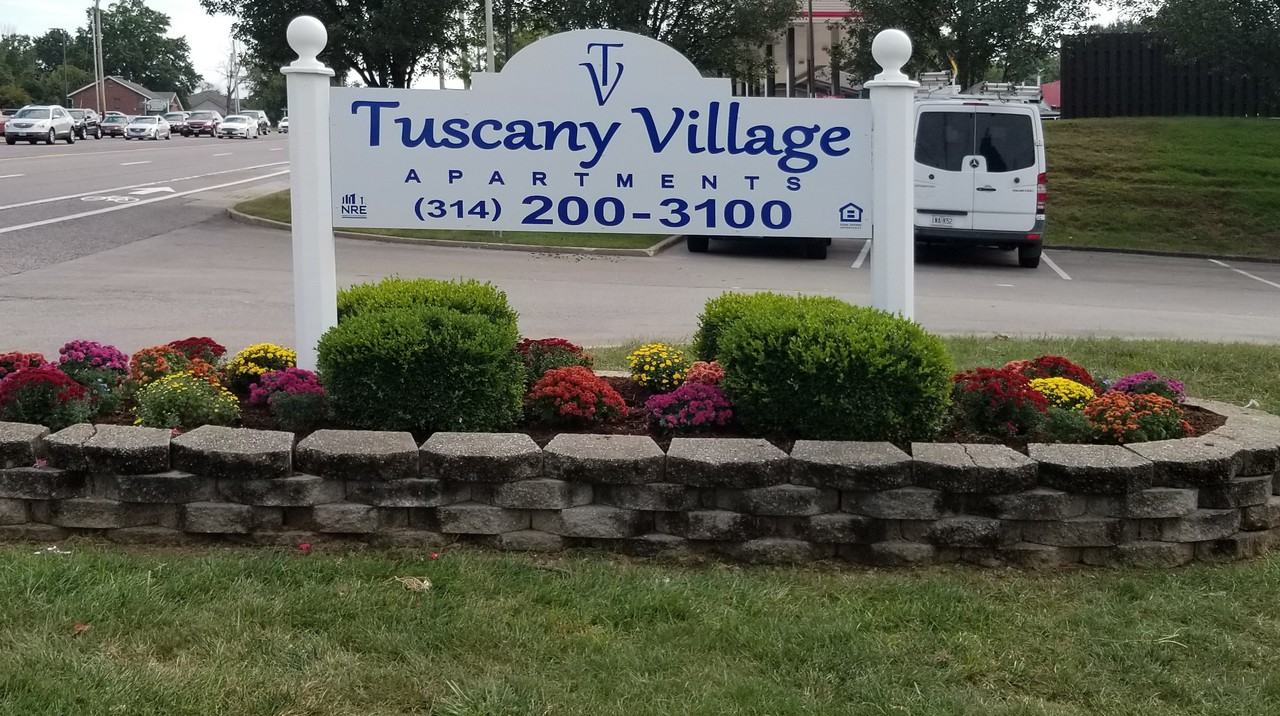 TV
Tuscany Village
APARTMENTS
NRE
(314) 200-3100